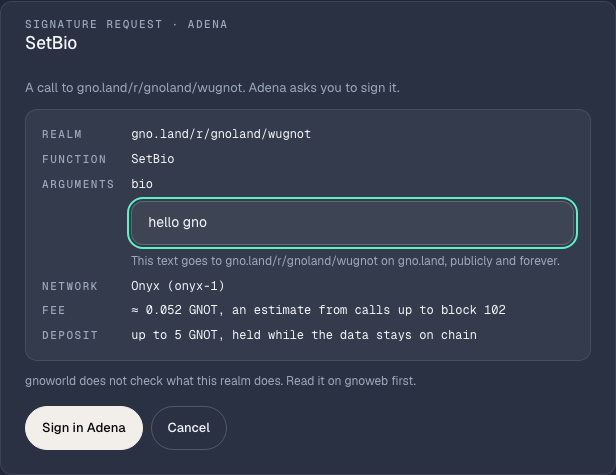 SIGNATURE REQUEST · ADENA
SetBio
A call to gno.land/r/gnoland/wugnot. Adena asks you to sign it.
REALM gno.land/r/gnoland/wugnot
FUNCTION SetBio
ARGUMENTS bio
hello gno
This text goes to gno.land/r/gnoland/wugnot on gno.land, publicly and forever.
NETWORK Onyx (onyx-1)
FEE ≈ 0.052 GNOT, an estimate from calls up to block 102
DEPOSIT up to 5 GNOT, held while the data stays on chain
gnoworld does not check what this realm does. Read it on gnoweb first.
Sign in Adena Cancel